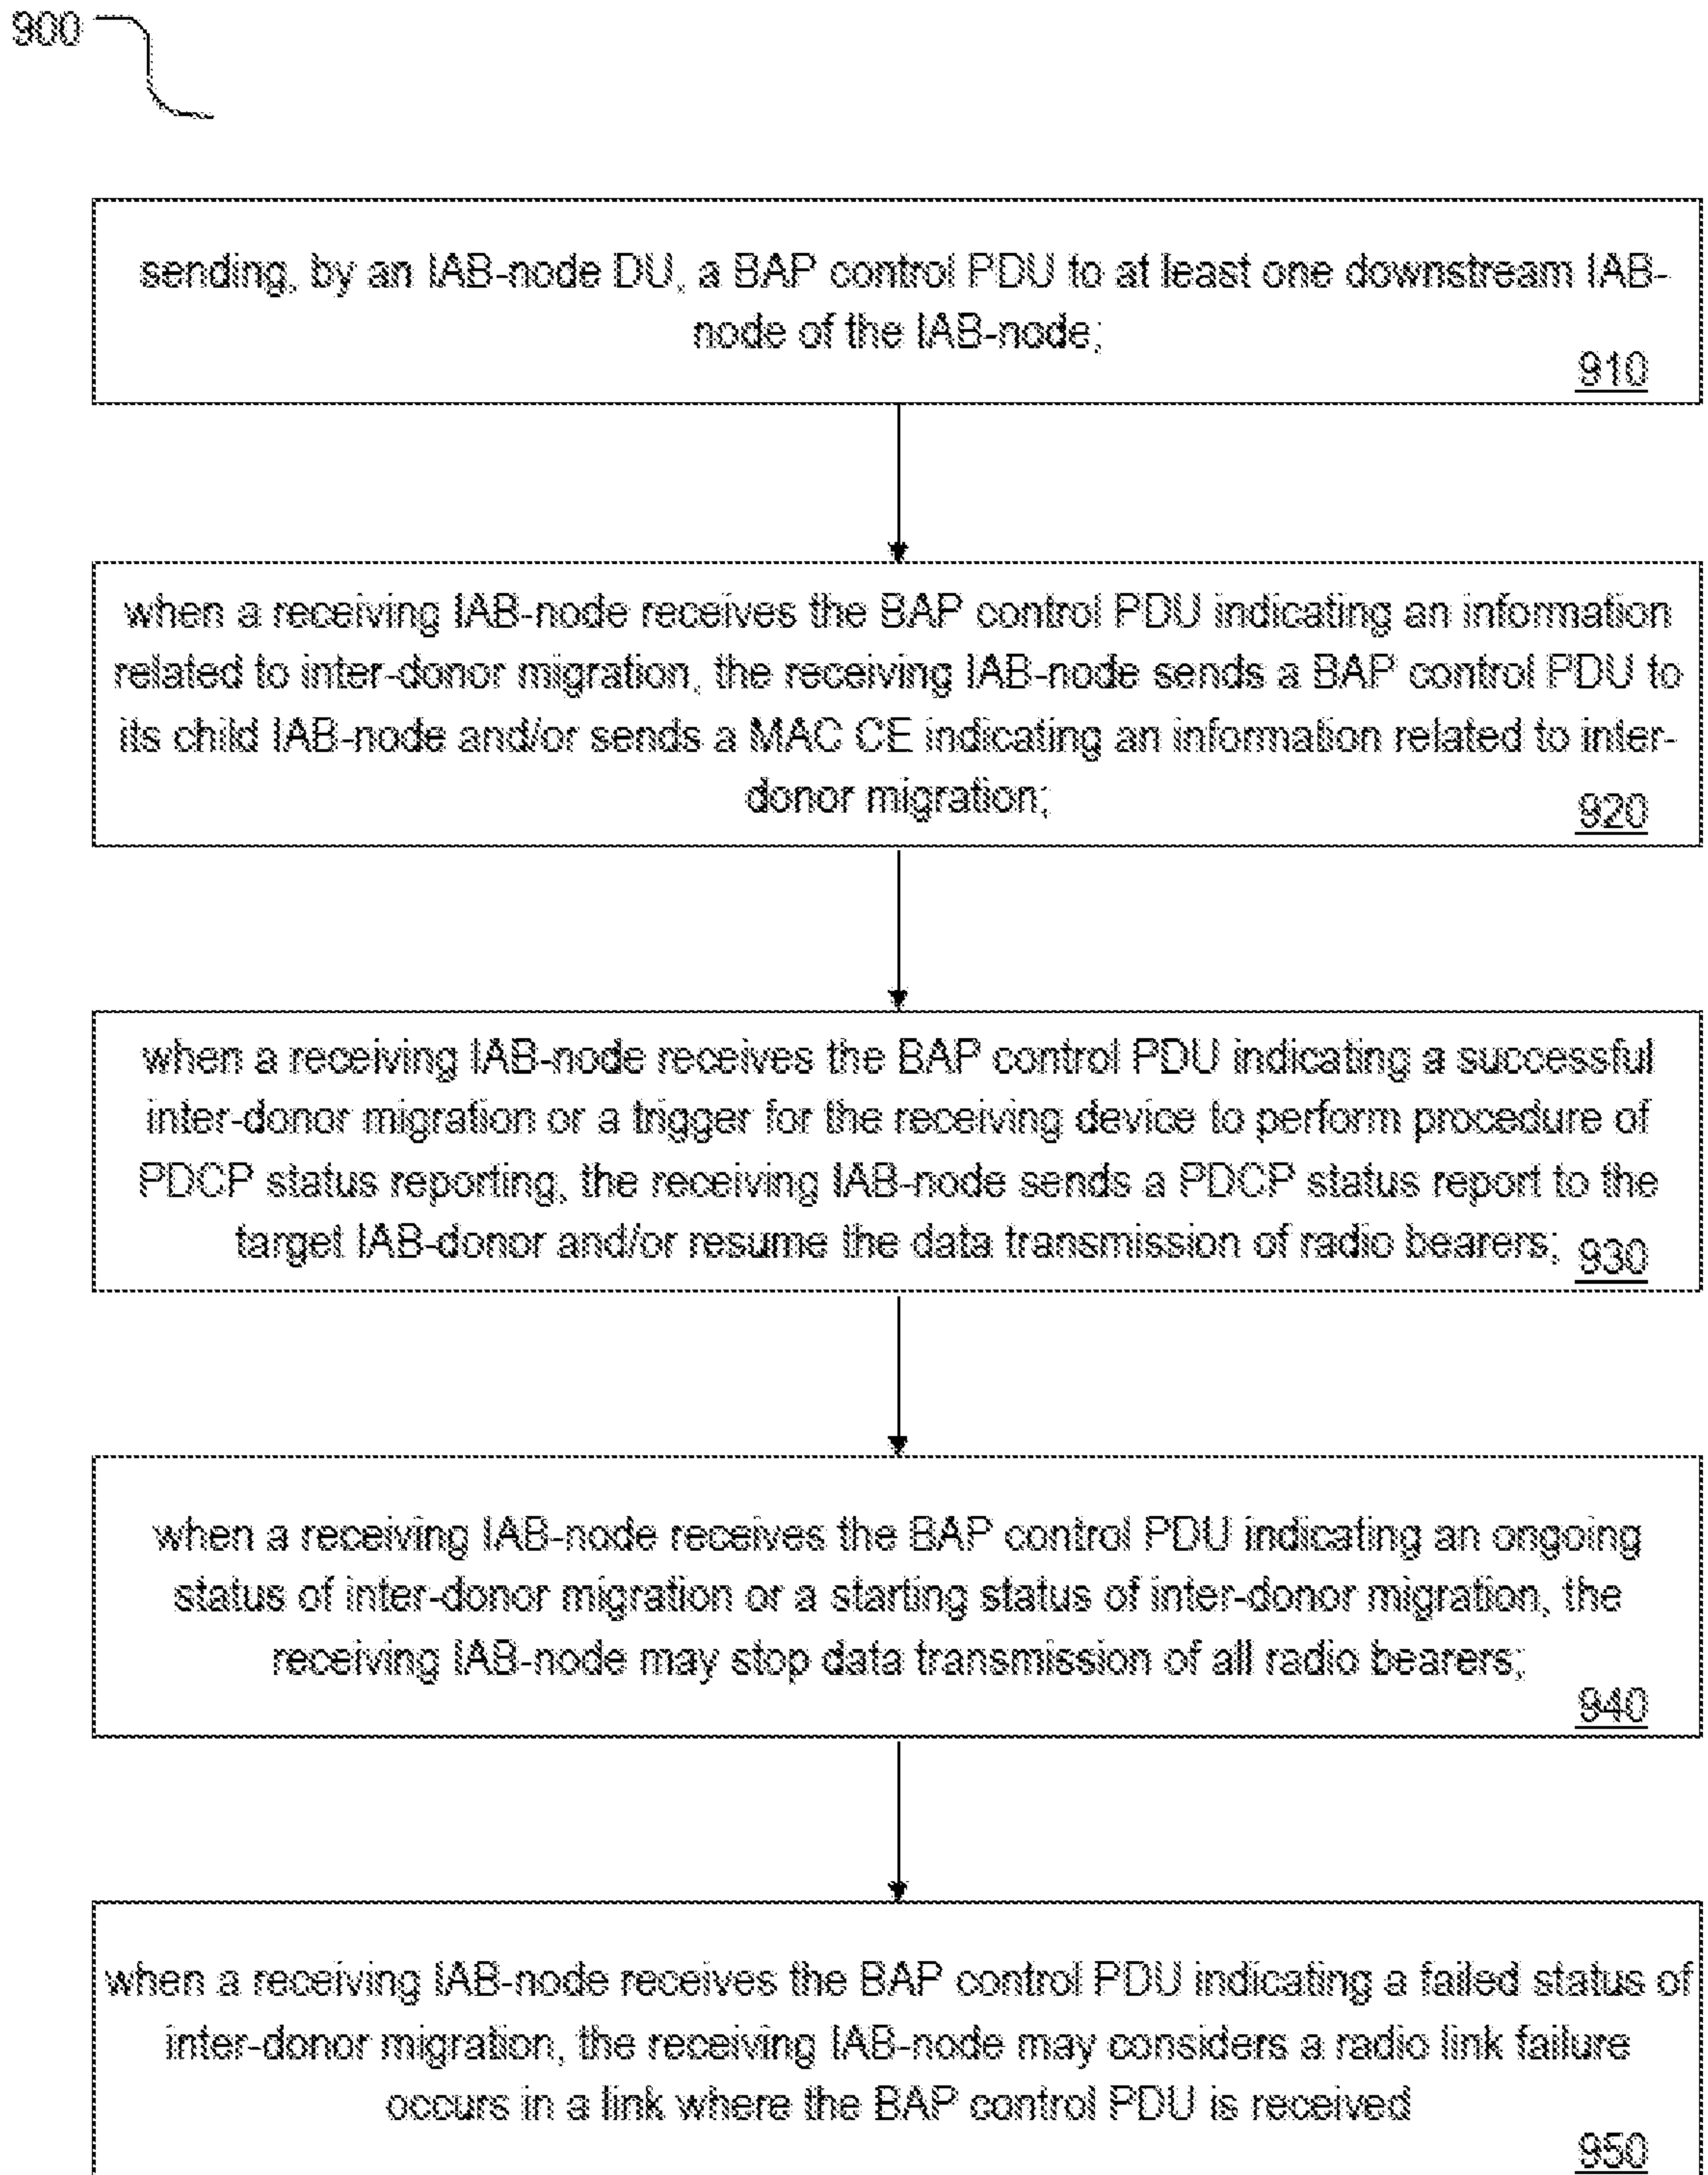 900
sending, by an IAB-node DU, a BAP control PDU to at least one downstream IAB-
node of the IAB-node;
910
when a receiving IAB-node receives the BAP control PDU indicating an information
related to inter-donor migration, the receiving IAB-node sends a BAP control PDU to
its child IAB-node and/or sends a MAC CE indicating an information related to inter-
donor migration;
920
when a receiving IAB-node receives the BAP control PDU indicating a successful
inter-donor migration or a trigger for the receiving device to perform procedure of
PDCP status reporting, the receiving IAB-node sends a PDCP status report to the
target IAB-donor and/or resume the data transmission of radio bearers;
930
when a receiving IAB-node receives the BAP control PDU indicating an ongoing
status of inter-donor migration or a starting status of inter-donor migration, the
receiving IAB-node may stop data transmission of all radio bearers;
940
when a receiving IAB-node receives the BAP control PDU indicating a failed status of
inter-donor migration, the receiving IAB-node may considers a radio link failure
occurs in a link where the BAP control PDU is received
950